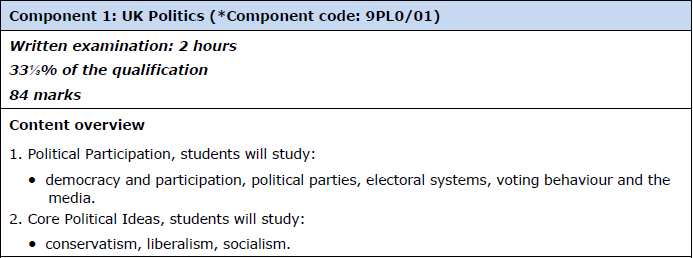 Component 1: UK Politics (*Component code: 9PL0/01)
Written examination: 2 hours
33⅓% of the qualification
84 marks
Content overview
1. Political Participation, students will study:
• democracy and participation, political parties, electoral systems, voting behaviour and the
media.
2. Core Political Ideas, students will study:
• conservatism, liberalism, socialism.